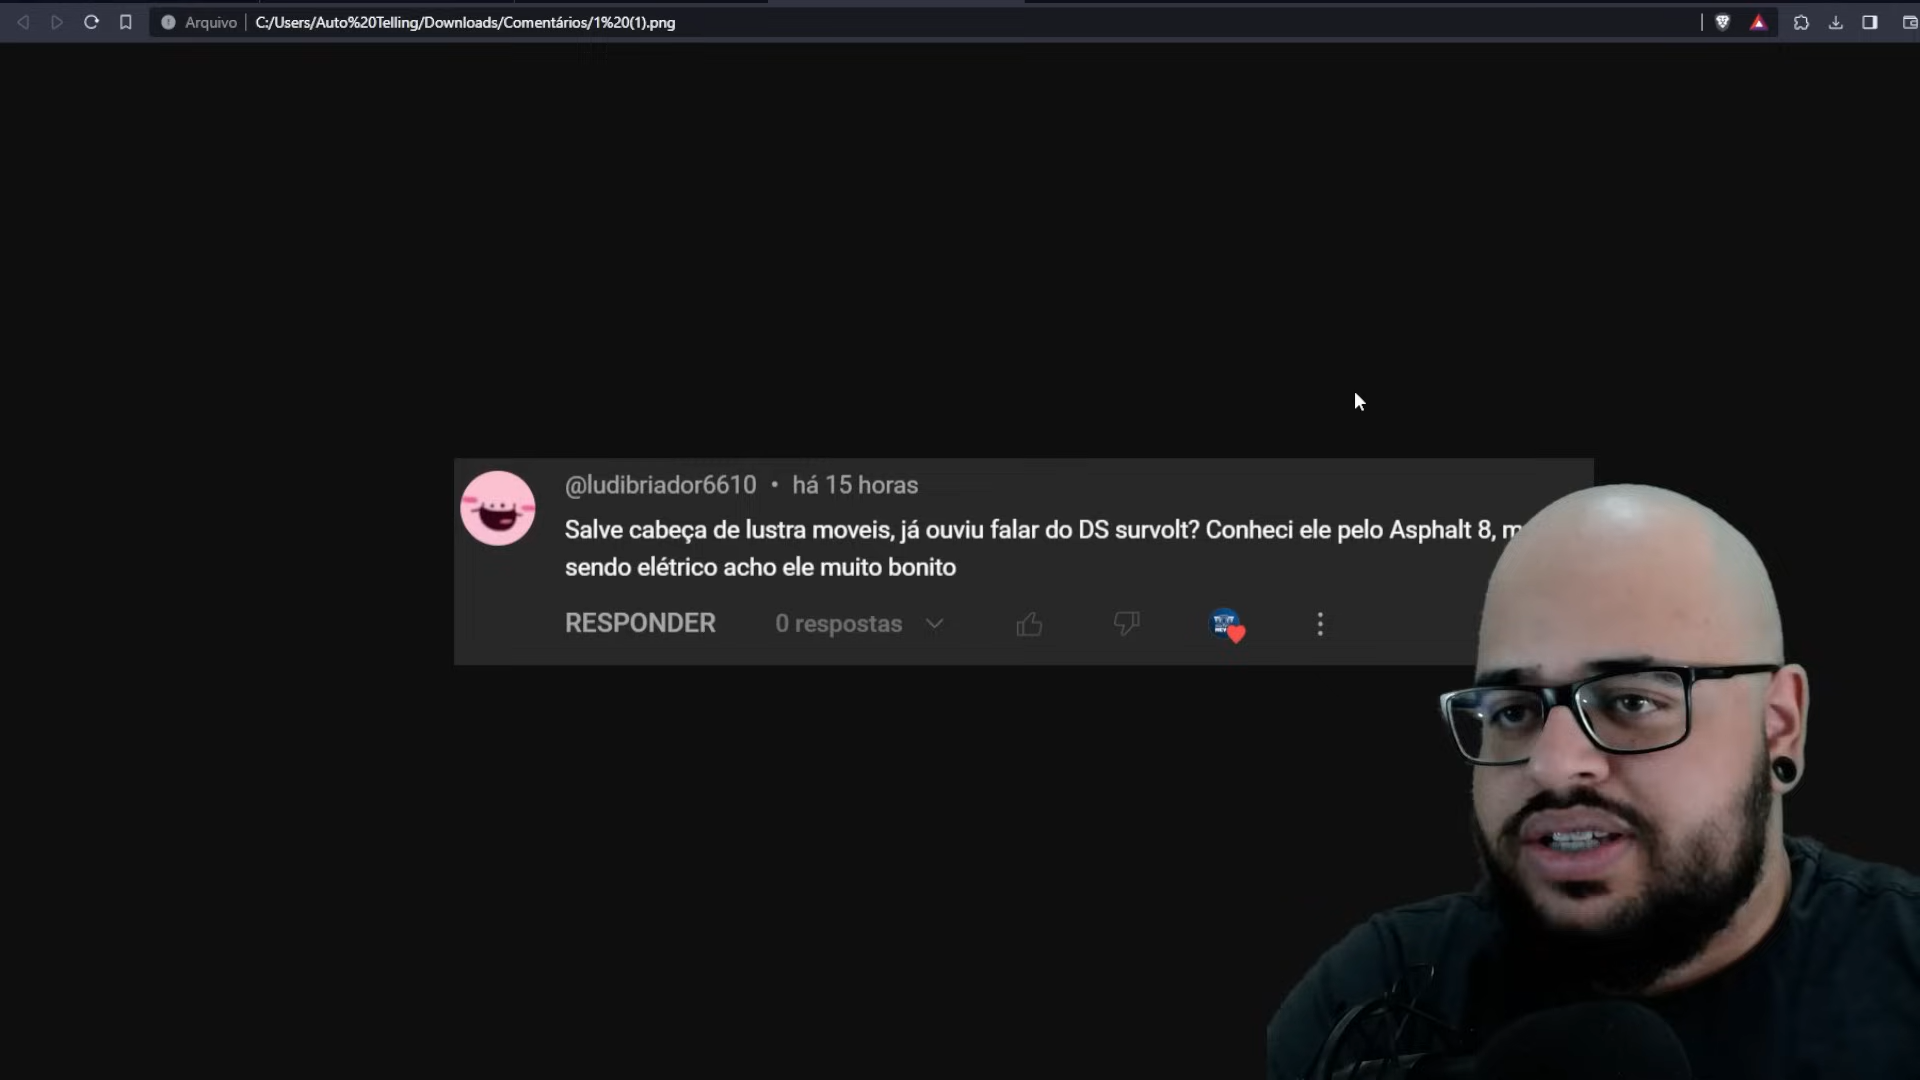 Arquivo C:/Users/Auto%20Telling/Downloads/Comentários/1%20(1).png
@ludibriador6610 • há 15 horas
Salve cabeça de lustra moveis, já ouviu falar do DS survolt? Conheci ele pelo Asphalt 8,
sendo elétrico acho ele muito bonito
RESPONDER 0 respostas